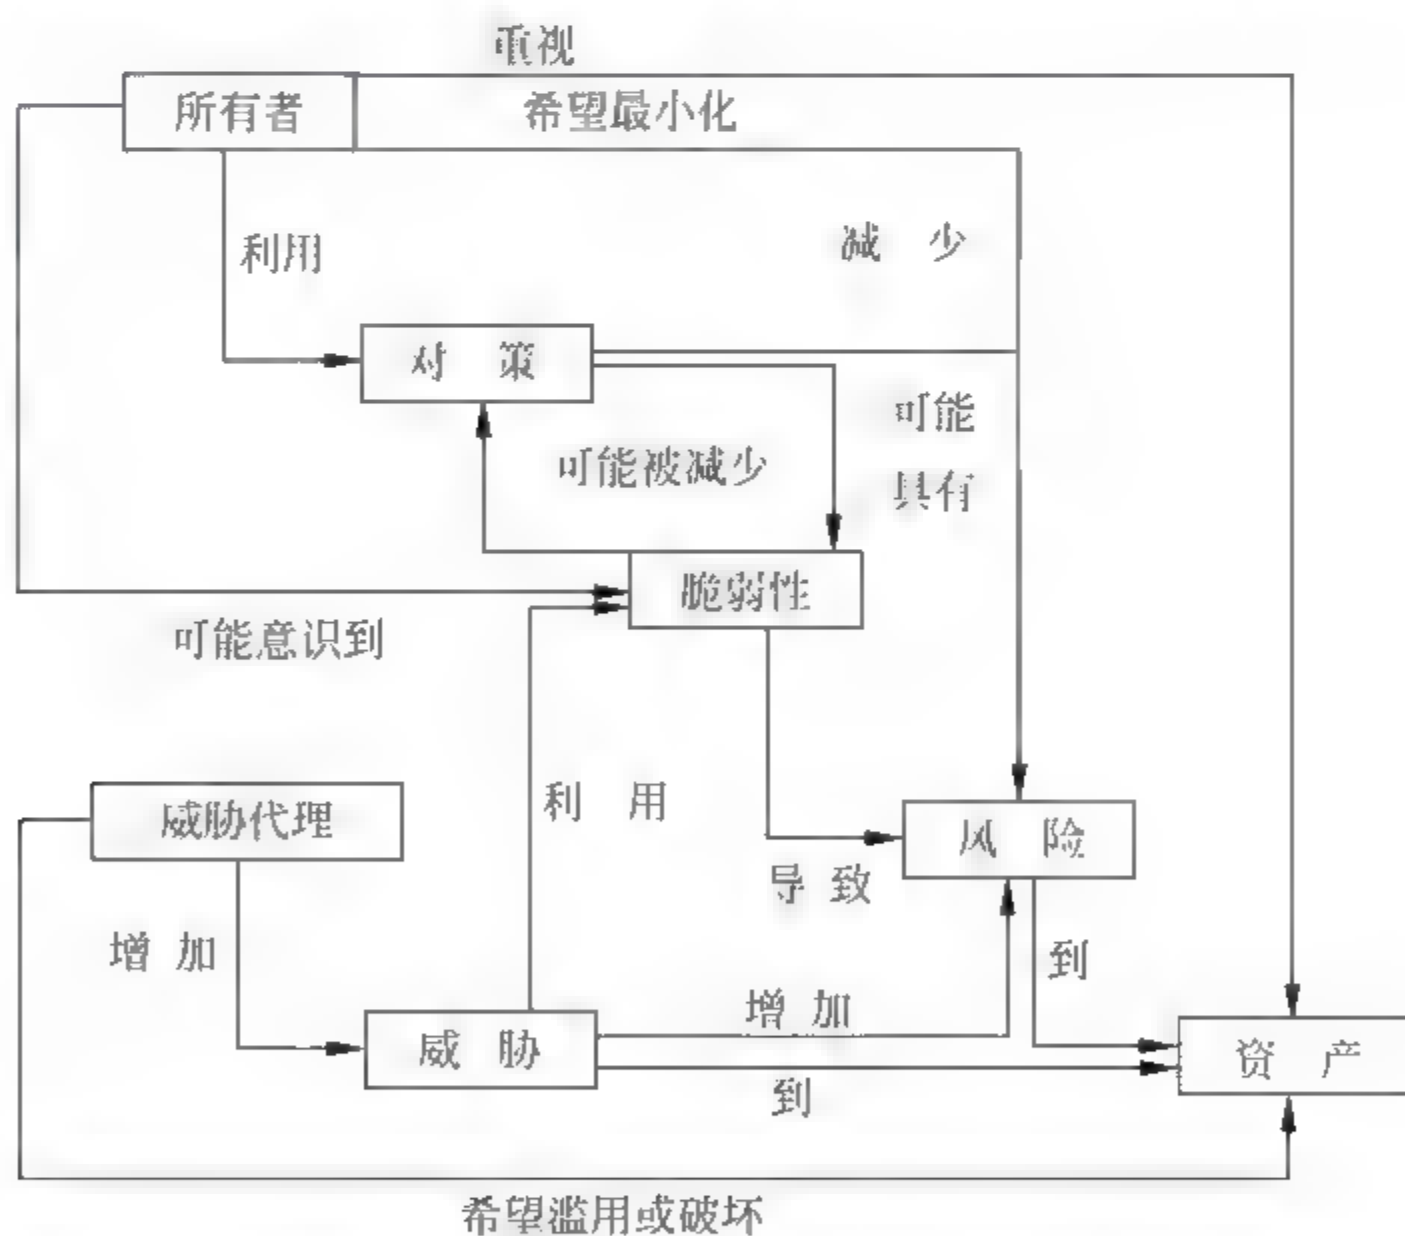 重视
所有者
希望最小化
利用
减 少
对 策
可能
具有
可能被减少
脆弱性
可能意识到
威胁代理
利 用
风 险
导 致
增 加
到
增 加
威 胁
资 产
到
希望滥用或破坏